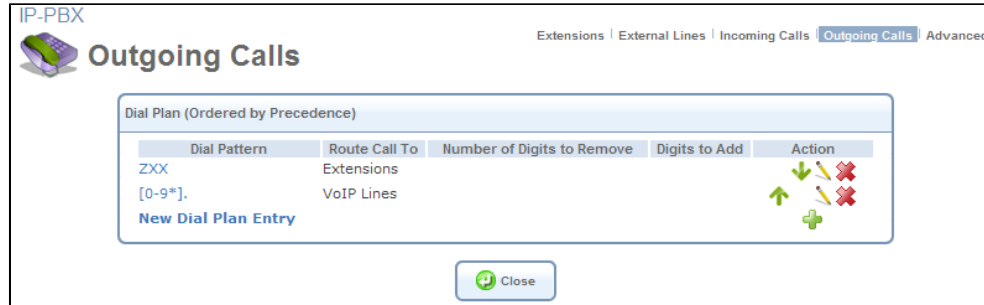 IP-PBX
Extensions | External Lines | Incoming Calls | Outgoing Calls | Advanced
Outgoing Calls
Dial Plan (Ordered by Precedence)
Dial Pattern Route Call To Number of Digits to Remove Digits to Add Action
ZXX Extensions
[0-9*]. VoIP Lines
New Dial Plan Entry
Close